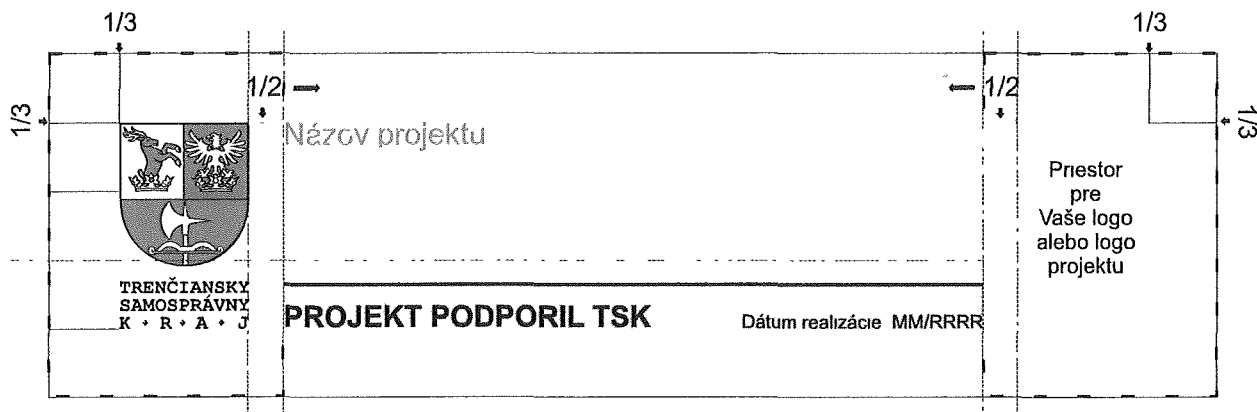 1/3
1/3
1/2
1/2
1/3
Názov projektu
1/3
Priestor
pre
Vaše logo
alebo logo
projektu
TRENČIANSKY
SAMOSPRÁVNY
K • R • A • J
PROJEKT PODPORIL TSK
Dátum realizácie MM/RRRR